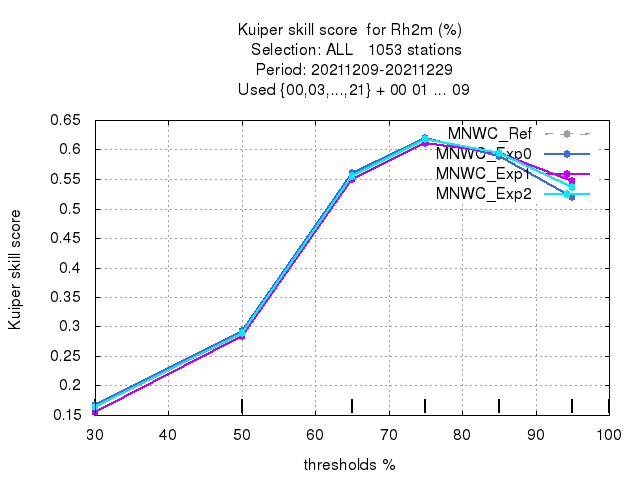 Kuiper skill score  for Rh2m (%)
Selection: ALL   1053 stations
Period: 20211209-20211229
Used {00,03,...,21} + 00 01 ... 09
MNWC_Ref
MNWC_Exp0
MNWC_Exp1
MNWC_Exp2
0.65
0.6
0.55
0.5
0.45
0.4
0.35
0.3
0.25
0.2
0.15
Kuiper skill score
30 40 50 60 70 80 90 100
thresholds %